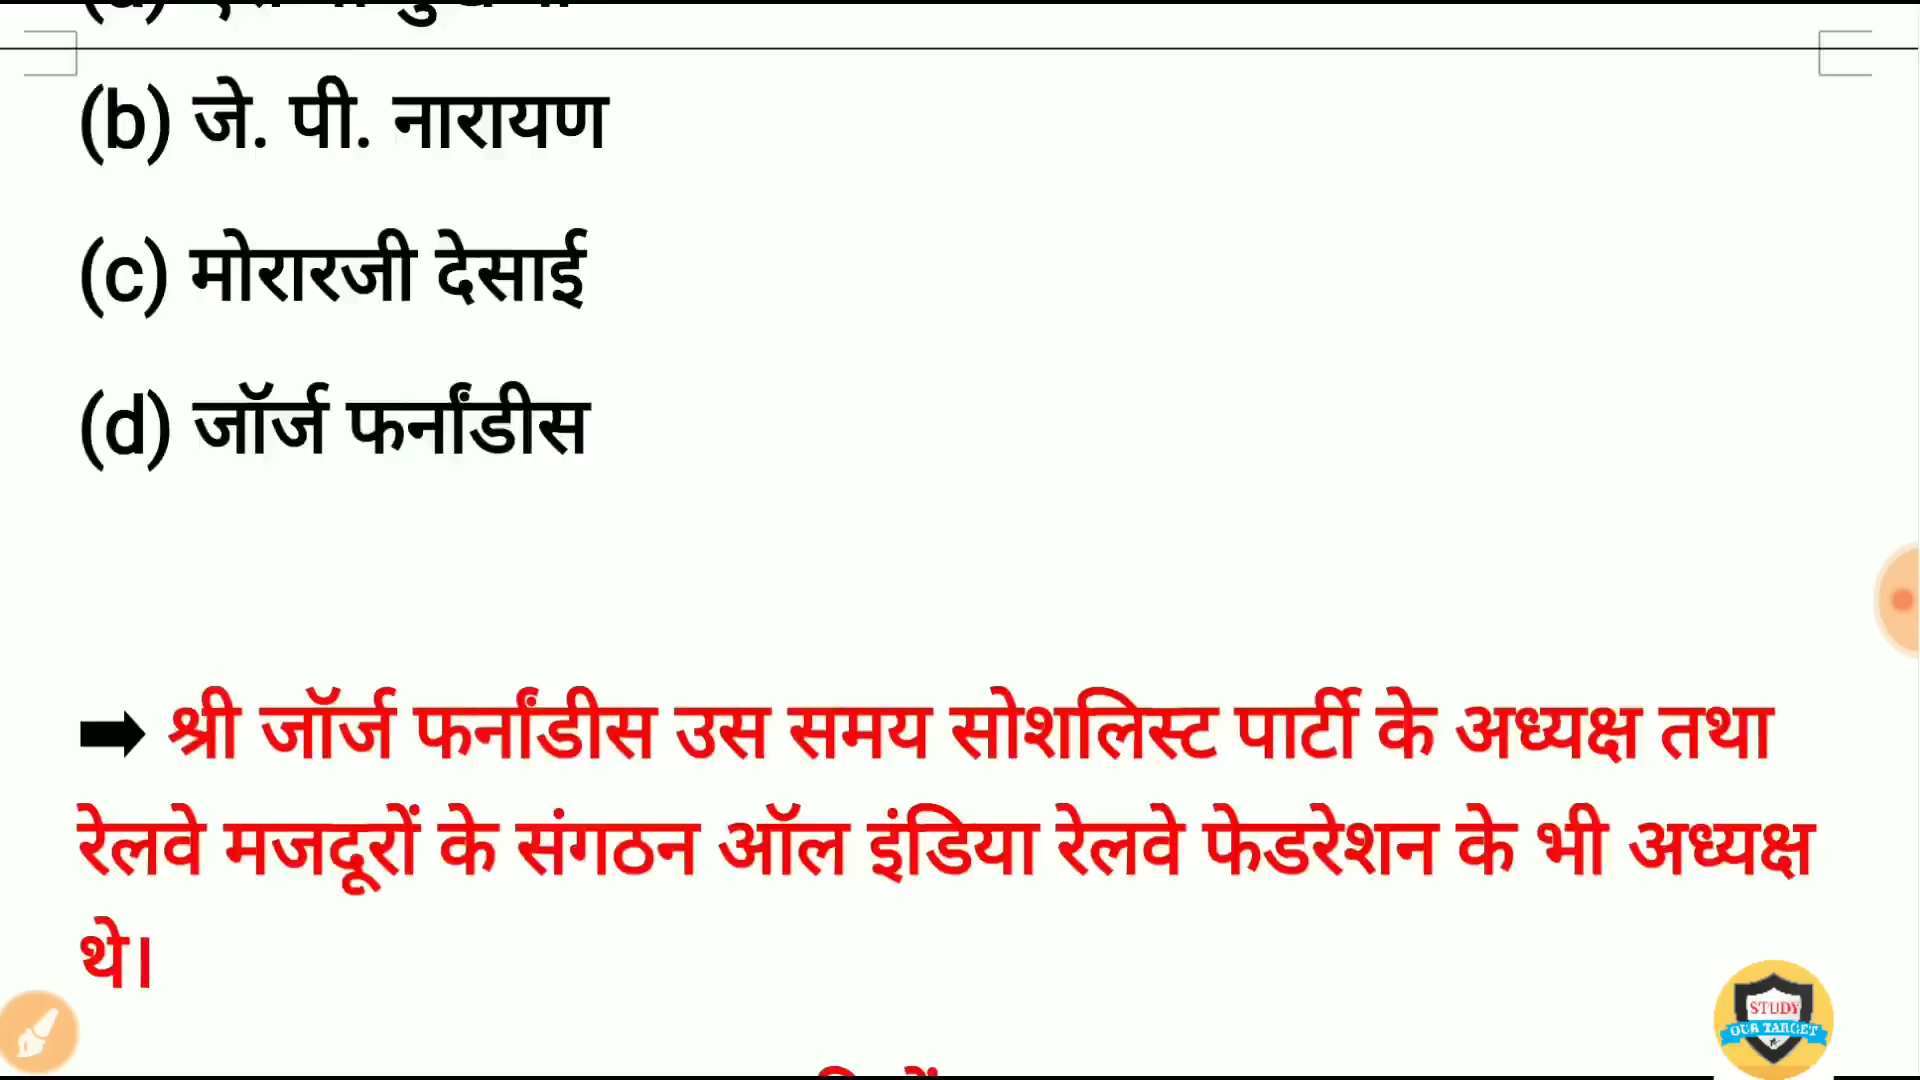 (b) जे. पी. नारायण
(c) मोरारजी देसाई
(d) जॉर्ज फर्नांडीस
➡ श्री जॉर्ज फर्नांडीस उस समय सोशलिस्ट पार्टी के अध्यक्ष तथा
रेलवे मजदूरों के संगठन ऑल इंडिया रेलवे फेडरेशन के भी अध्यक्ष
थे।
STUDY
OUR TARGET